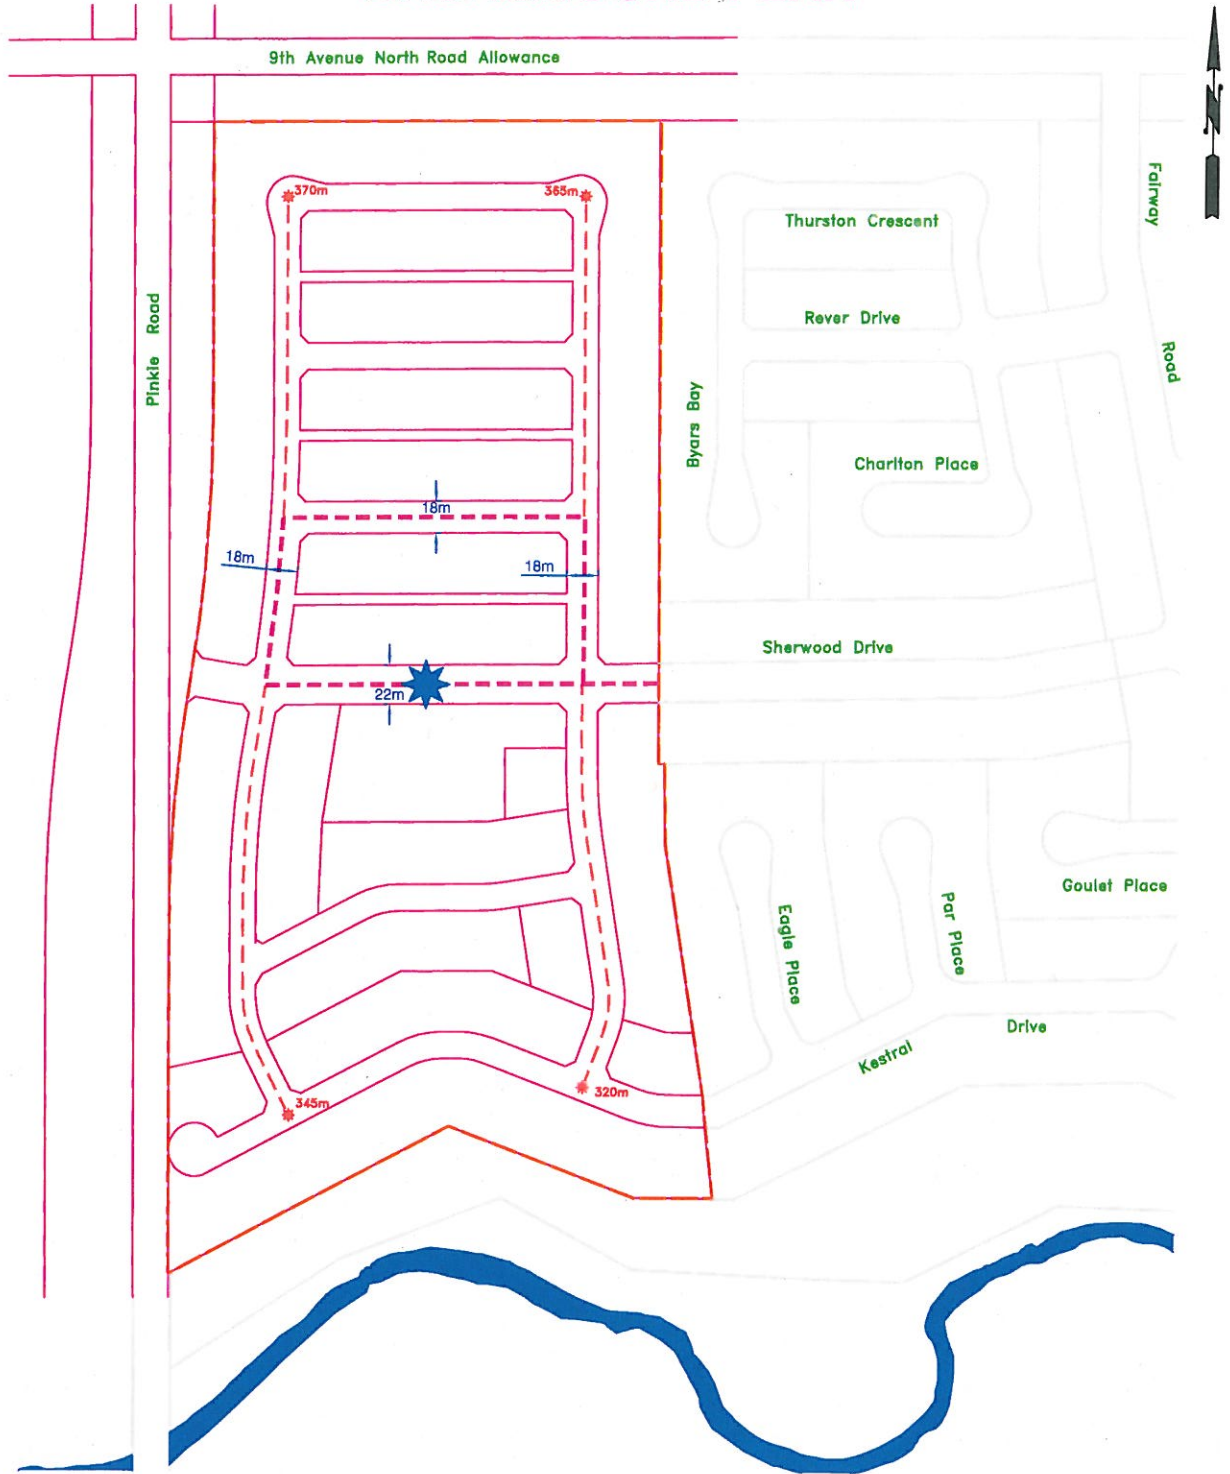 9th Avenue North Road Allowance
N
Fairway
370m
365m
Thurston Crescent
Pinkie Road
Rever Drive
Road
Byars Bay
Charlton Place
18m
18m
18m
Sherwood Drive
22m
Goulet Place
Eagle Place
Par Place
Drive
Kestral
345m
320m